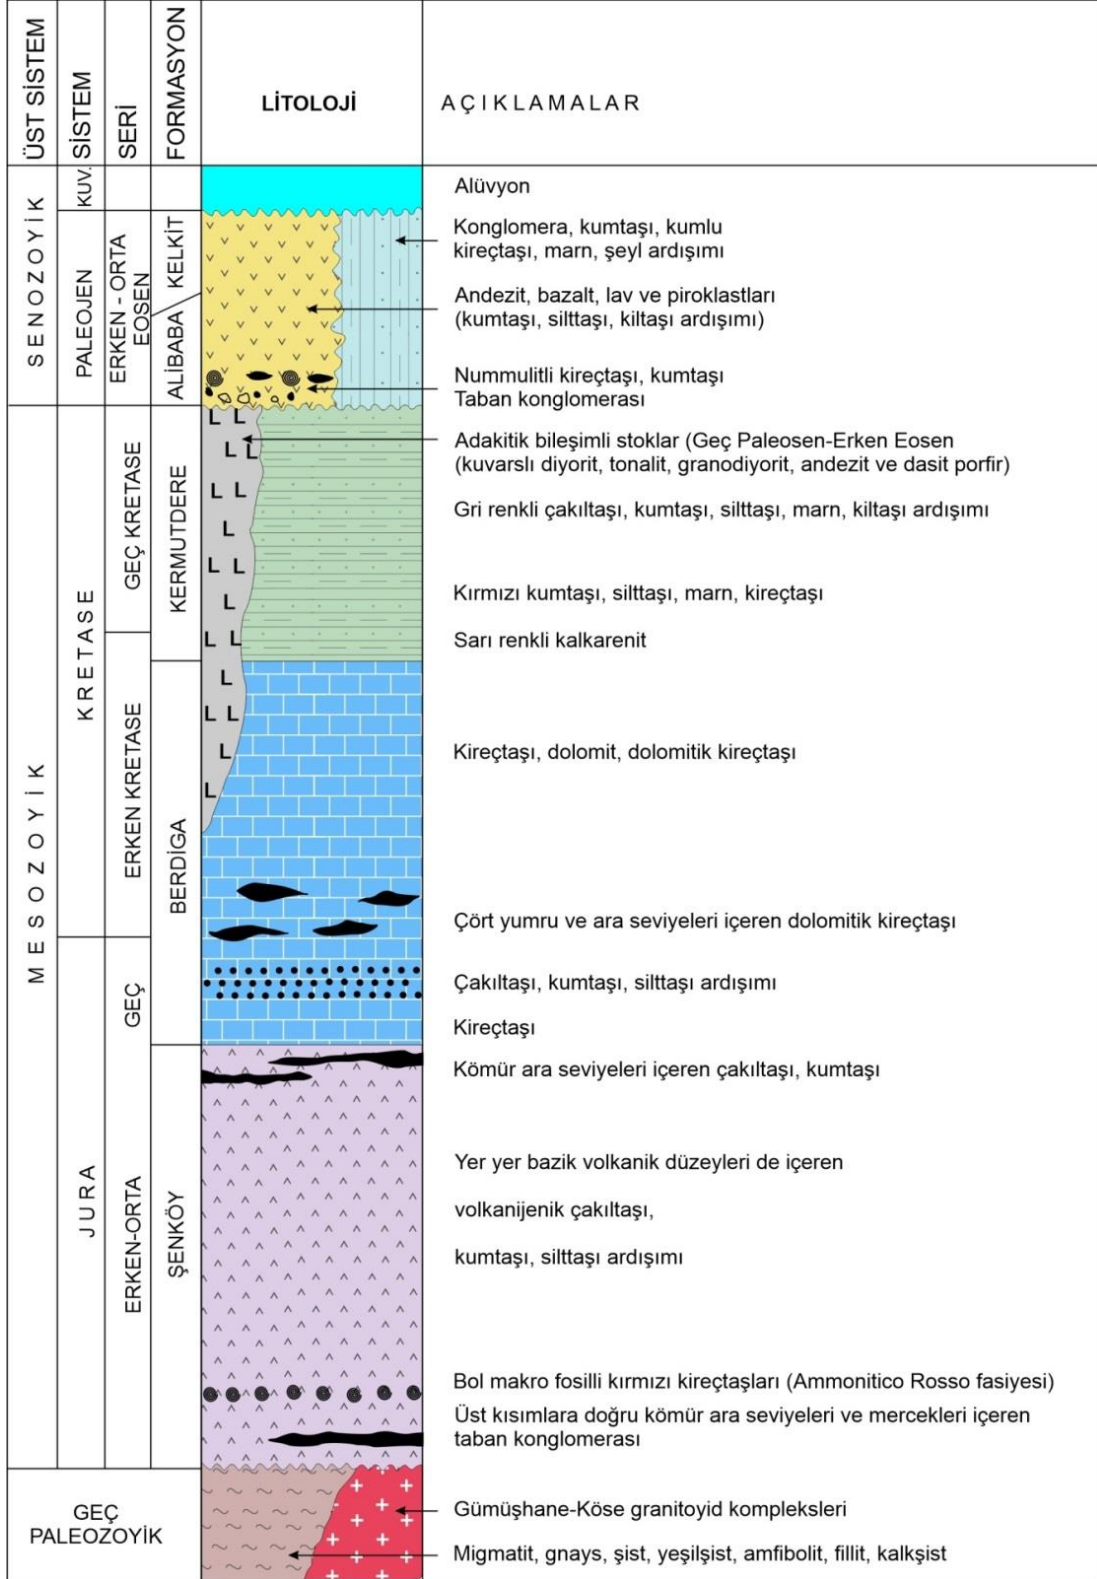 ÜST SİSTEM
SİSTEM
SERİ
FORMASYON
LİTOLOJİ
AÇIKLAMALAR
SENOZOYİK
KUV.
Alüvyon
PALEOJEN
ERKEN - ORTA
EOSEN
KELKİT
ALİBABA
Konglomera, kumtaşı, kumlu
kireçtaşı, marn, şeyl ardışımı
Andezit, bazalt, lav ve piroklastları
(kumtaşı, silttaşı, kiltaşı ardışımı)
Nummulitli kireçtaşı, kumtaşı
Taban konglomerası
MESOZOYİK
KRETASE
GEÇ KRETASE
KERMUTDERE
L L
L L
L L
L
L L
L
L L
L
L L
L
L
Adakitik bileşimli stoklar (Geç Paleosen-Erken Eosen
(kuvarslı diyorit, tonalit, granodiyorit, andezit ve dasit porfir)
Gri renkli çakıltaşı, kumtaşı, silttaşı, marn, kiltaşı ardışımı
Kırmızı kumtaşı, silttaşı, marn, kireçtaşı
Sarı renkli kalkarenit
ERKEN KRETASE
BERDİGA
Kireçtaşı, dolomit, dolomitik kireçtaşı
Çört yumru ve ara seviyeleri içeren dolomitik kireçtaşı
JURA
GEÇ
Çakıltaşı, kumtaşı, silttaşı ardışımı
Kireçtaşı
ERKEN-ORTA
ŞENKÖY
Kömür ara seviyeleri içeren çakıltaşı, kumtaşı
Yer yer bazik volkanik düzeyleri de içeren
volkanijenik çakıltaşı,
kumtaşı, silttaşı ardışımı
Bol makro fosilli kırmızı kireçtaşları (Ammonitico Rosso fasiyesi)
Üst kısımlara doğru kömür ara seviyeleri ve mercekleri içeren
taban konglomerası
GEÇ
PALEOZOYİK
Gümüşhane-Köse granitoyid kompleksleri
Migmatit, gnays, şist, yeşilşist, amfibolit, fillit, kalkşist